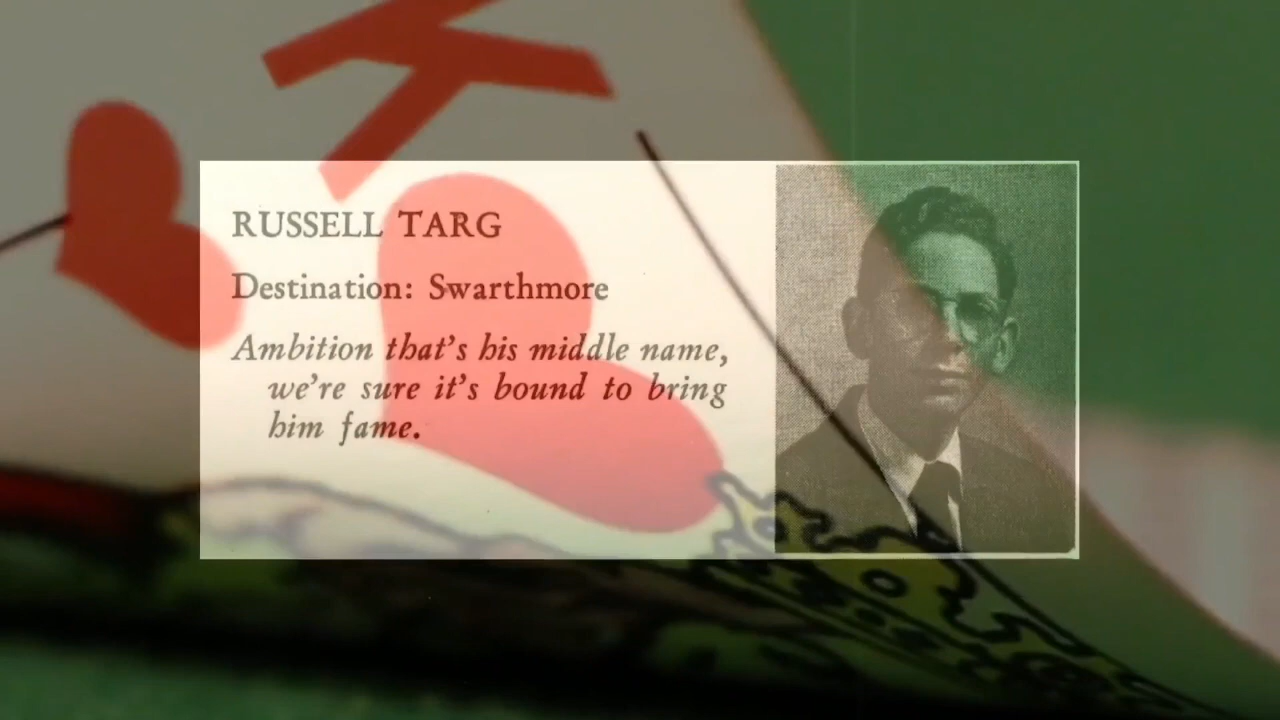 K
RUSSELL TARG
Destination: Swarthmore
Ambition that's his middle name,
we're sure it's bound to bring
him fame.